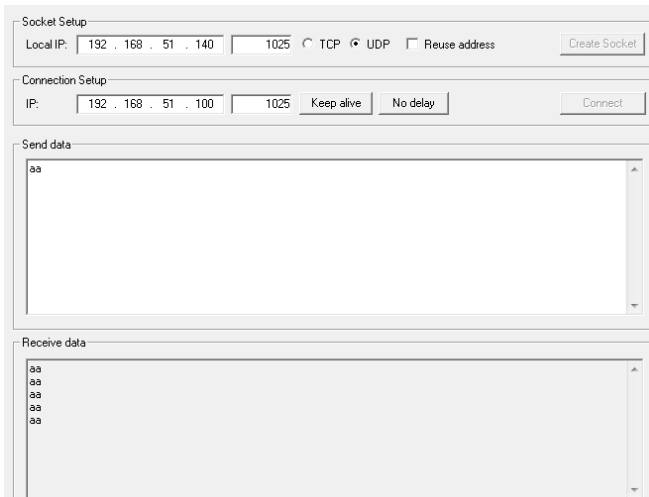 Socket Setup
Local IP: 192 . 168 . 51 . 140 1025 TCP UDP Reuse address Create Socket
Connection Setup
IP: 192 . 168 . 51 . 100 1025 Keep alive No delay Connect
Send data
aa
Receive data
aa
aa
aa
aa
aa